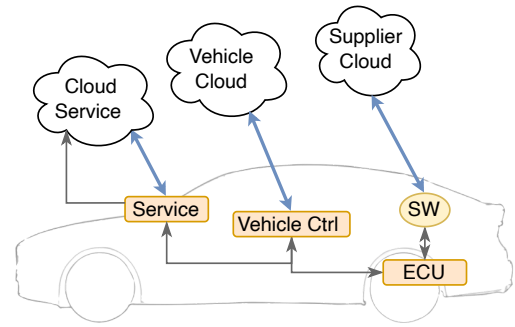 Cloud
Service
Vehicle
Cloud
Supplier
Cloud
Service
Vehicle Ctrl
SW
ECU